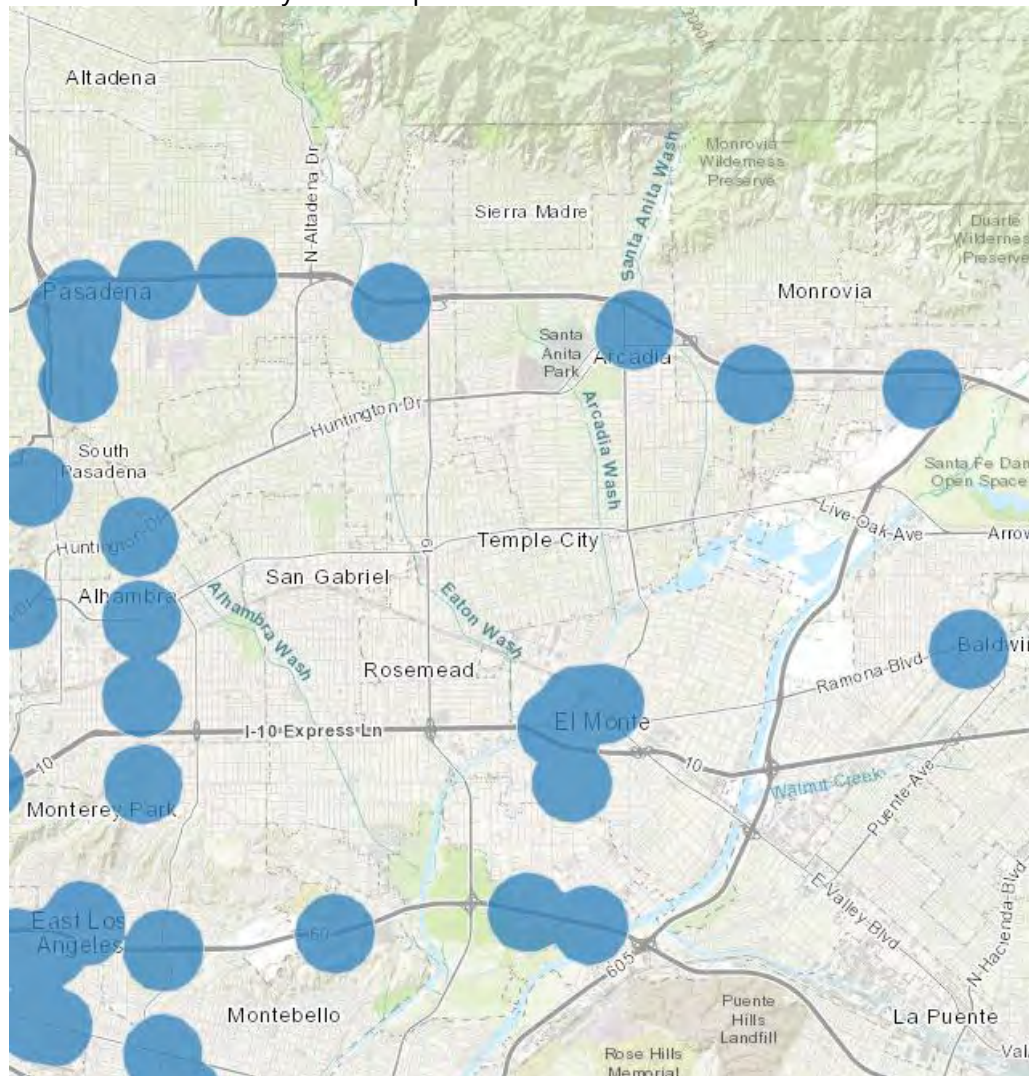 Altadena
2000 ft
N-Altadena Dr
Santa Anita Wash
Monrovia
Wilderness
Preserve
Sierra Madre
Duarte
Wilderness
Preserve
Pasadena
Monrovia
Santa
Anita
Park
Arcadia
Huntington-Dr
Arcadia Wash
South
Pasadena
Santa Fe Dam
Open Space
Live-Oak-Ave
Arrow
Huntington-Dr
19
Temple City
San Gabriel
Alhambra
Alhambra Wash
Eaton Wash
Rosemead
Baldwin
Ramona-Blvd
El Monte
I-10 Express Ln
10
10
Walnut Creek
Puente-Ave
Monterey Park
E-Valley-Blvd
N-Hacienda-Blvd
East Los
Angeles
60
605
Montebello
Puente
Hills
Landfill
La Puente
Rose Hills
Memorial
Val